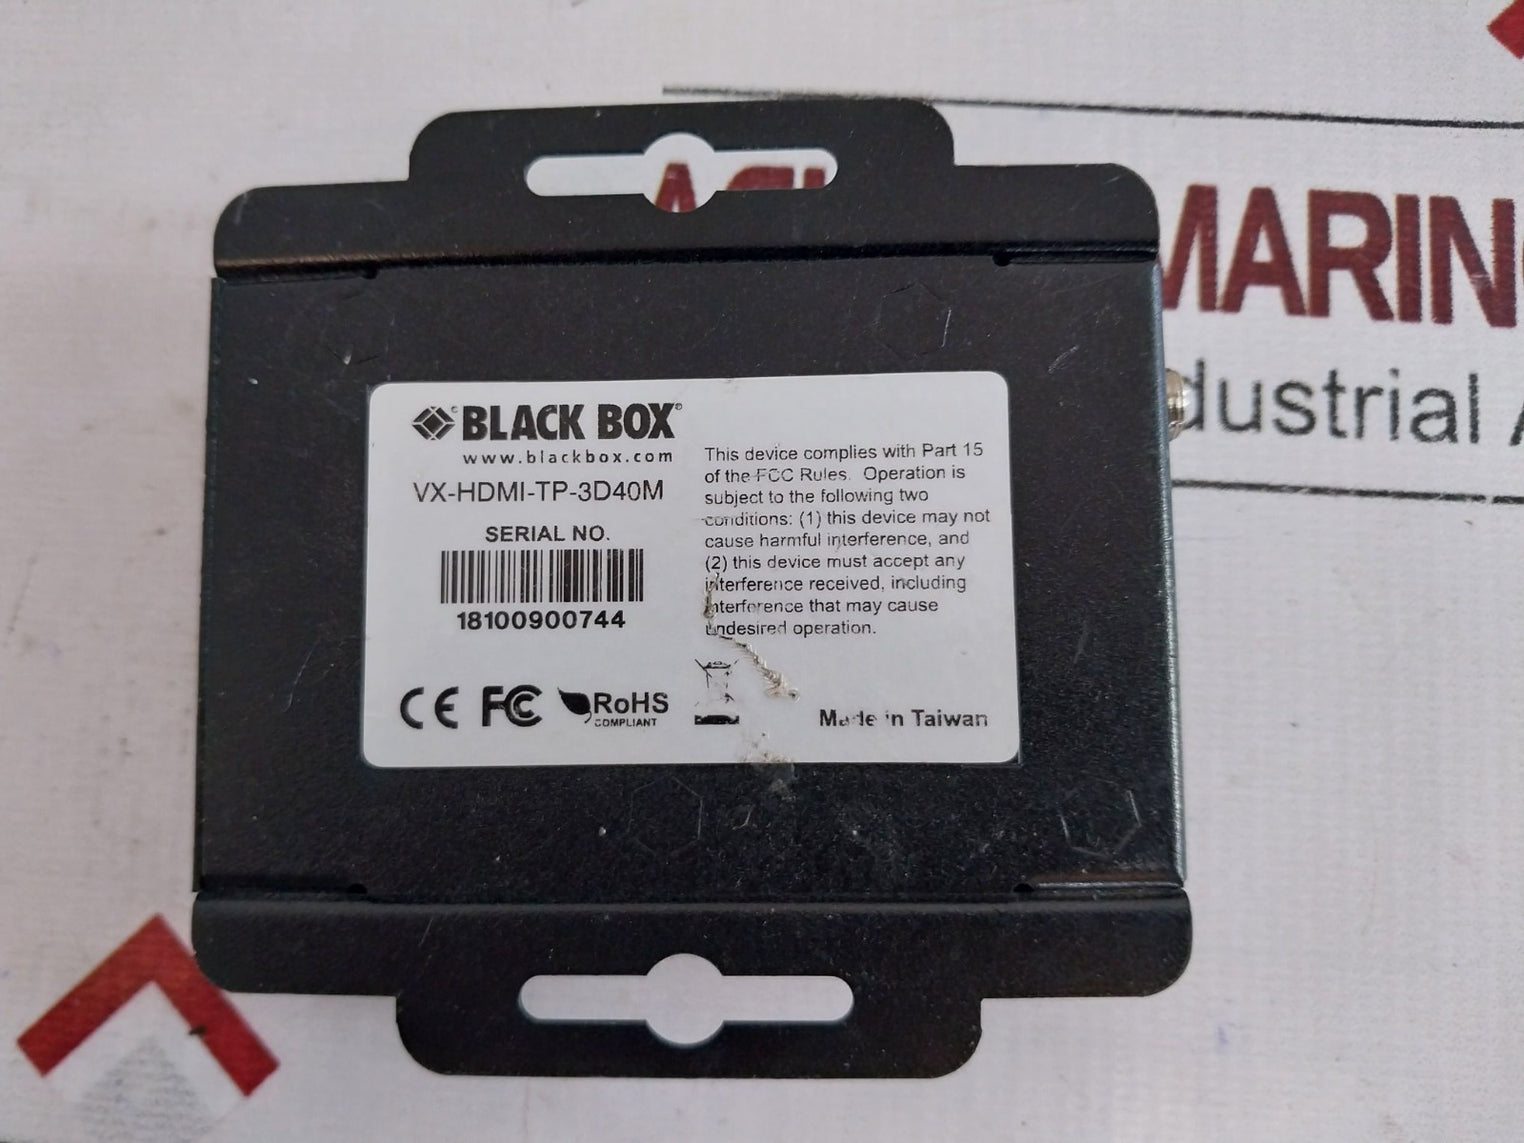 MARIN
dustrial
BLACK BOX®
www.blackbox.com
VX-HDMI-TP-3D40M
SERIAL NO.
18100900744
CE FC RoHS
COMPLIANT
This device complies with Part 15
of the FCC Rules. Operation is
subject to the following two
conditions: (1) this device may not
cause harmful interference, and
(2) this device must accept any
interference received, including
interference that may cause
undesired operation.
Made in Taiwan